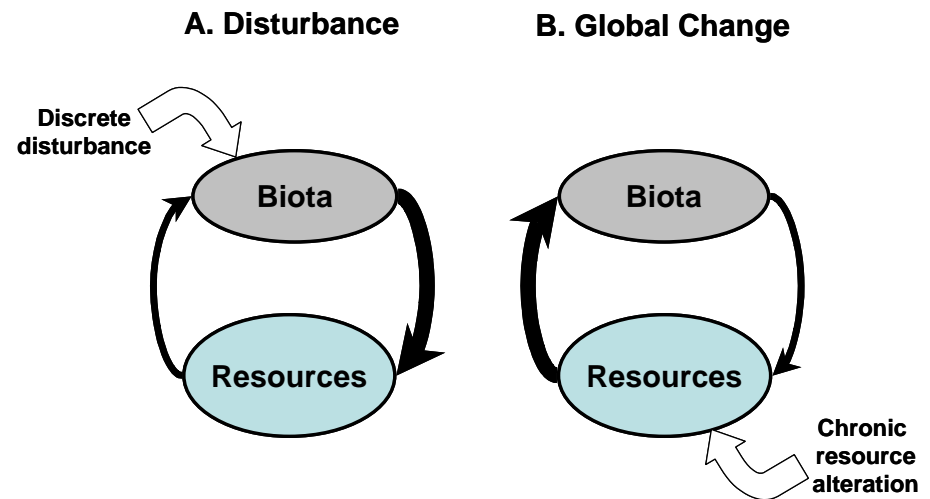 A. Disturbance
Discrete
disturbance
Biota
Resources
B. Global Change
Biota
Resources
Chronic
resource
alteration